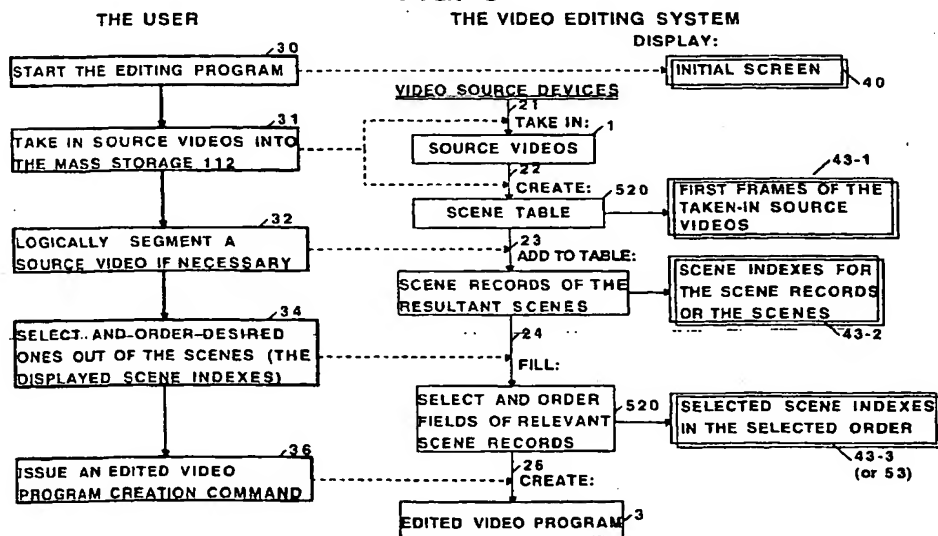 THE USER
THE VIDEO EDITING SYSTEM
DISPLAY:
30
START THE EDITING PROGRAM
INITIAL SCREEN
40
VIDEO SOURCE DEVICES
21
TAKE IN:
31
TAKE IN SOURCE VIDEOS INTO
THE MASS STORAGE 112
1
SOURCE VIDEOS
22
CREATE:
520
SCENE TABLE
43-1
FIRST FRAMES OF THE
TAKEN-IN SOURCE
VIDEOS
32
LOGICALLY SEGMENT A
SOURCE VIDEO IF NECESSARY
23
ADD TO TABLE:
SCENE RECORDS OF THE
RESULTANT SCENES
SCENE INDEXES FOR
THE SCENE RECORDS
OR THE SCENES
43-2
34
SELECT AND ORDER DESIRED
ONES OUT OF THE SCENES (THE
DISPLAYED SCENE INDEXES)
24
FILL:
SELECT AND ORDER
FIELDS OF RELEVANT
SCENE RECORDS
520
SELECTED SCENE INDEXES
IN THE SELECTED ORDER
43-3
(or 53)
36
ISSUE AN EDITED VIDEO
PROGRAM CREATION COMMAND
26
CREATE:
EDITED VIDEO PROGRAM
3